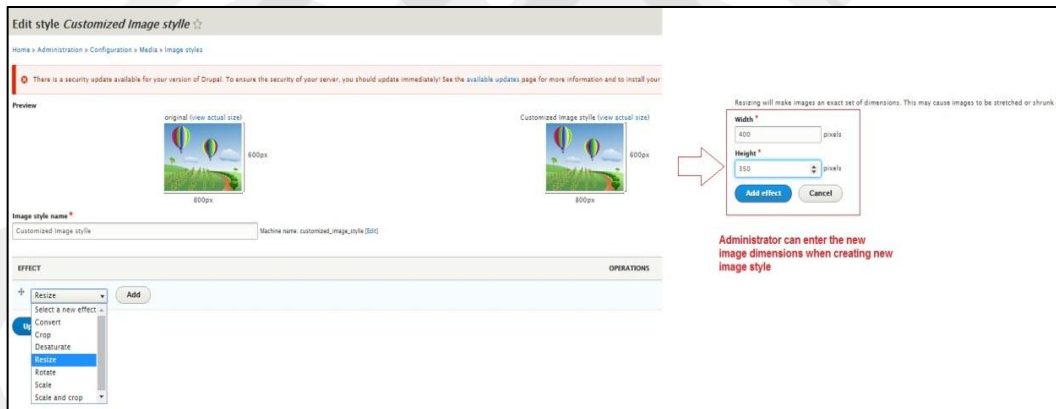 Edit style Customized Image stylle
Home » Administration » Configuration » Media » Image styles
There is a security update available for your version of Drupal. To ensure the security of your server, you should update immediately! See the available updates page for more information and to install your
Preview
original (view actual size)
600px
800px
Customized Image stylle (view actual size)
600px
800px
Image style name *
Customized Image stylle
Machine name: customized_image_stylle [Edit]
EFFECT
OPERATIONS
Resize
Add
Select a new effect
Convert
Crop
Desaturate
Resize
Rotate
Scale
Scale and crop
Resizing will make images an exact set of dimensions. This may cause images to be stretched or shrunk
Width *
400 pixels
Height *
350 pixels
Add effect
Cancel
Administrator can enter the new
image dimensions when creating new
image style